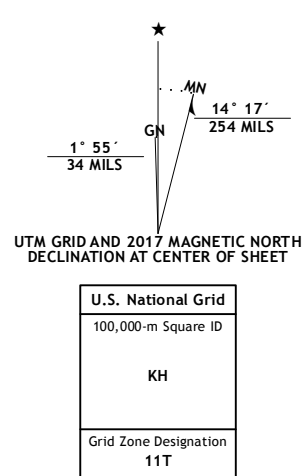 ★
MN
GN
14° 17´
254 MILS
1° 55´
34 MILS
UTM GRID AND 2017 MAGNETIC NORTH
DECLINATION AT CENTER OF SHEET
U.S. National Grid
100,000-m Square ID
KH
Grid Zone Designation
11T